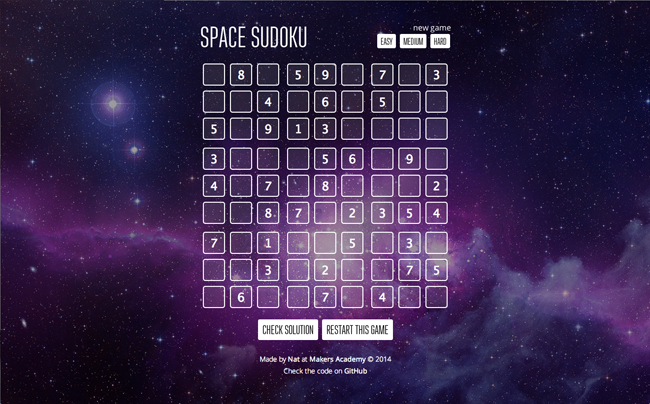 SPACE SUDOKU
new game
EASY MEDIUM HARD
8 5 9 7 3
4 6 5
5 9 1 3
3 5 6 9
4 7 8 2
8 7 2 3 5 4
7 1 5 3
3 2 7 5
6 7 4
CHECK SOLUTION RESTART THIS GAME
Made by Nat at Makers Academy © 2014
Check the code on GitHub